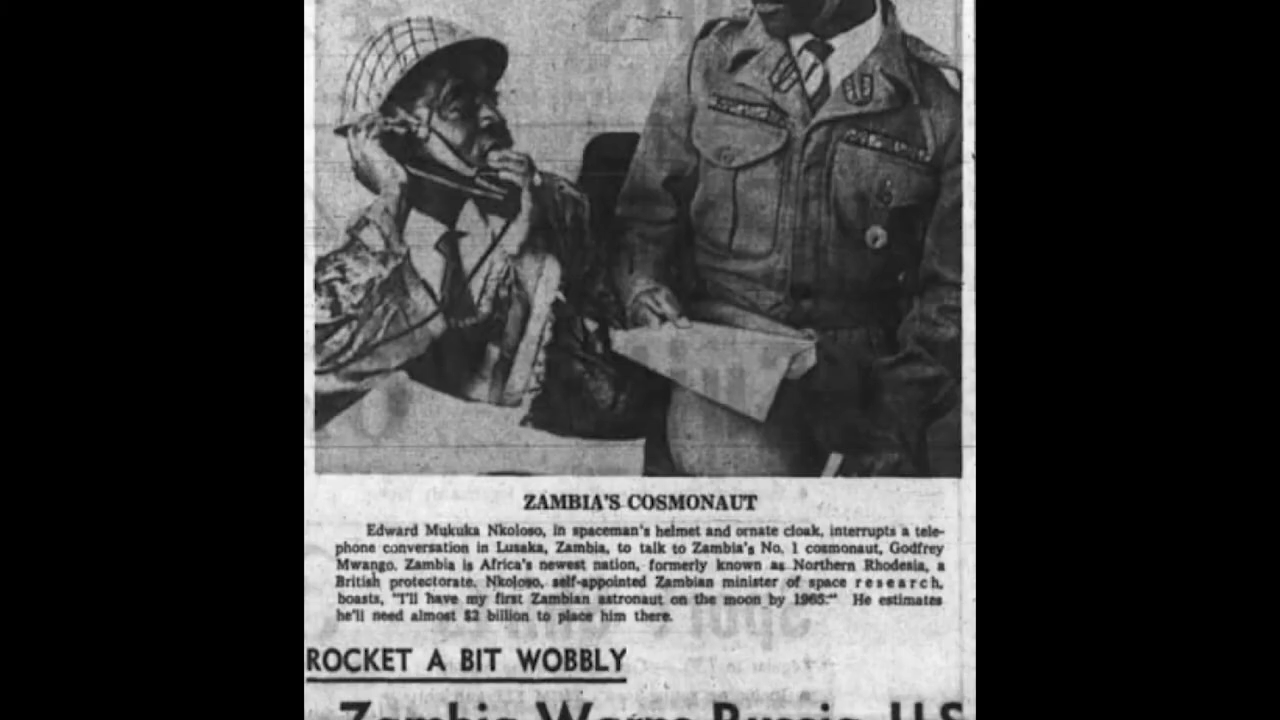 ZAMBIA'S COSMONAUT
Edward Mukuka Nkoloso, in spaceman's helmet and ornate cloak, interrupts a tele-
phone conversation in Lusaka, Zambia, to talk to Zambia's No. 1 cosmonaut, Godfrey
Mwango. Zambia is Africa's newest nation, formerly known as Northern Rhodesia, a
British protectorate. Nkoloso, self-appointed Zambian minister of space research,
boasts, "I'll have my first Zambian astronaut on the moon by 1965." He estimates
he'll need almost $2 billion to place him there.
ROCKET A BIT WOBBLY
Zambia Warns Russia, U.S